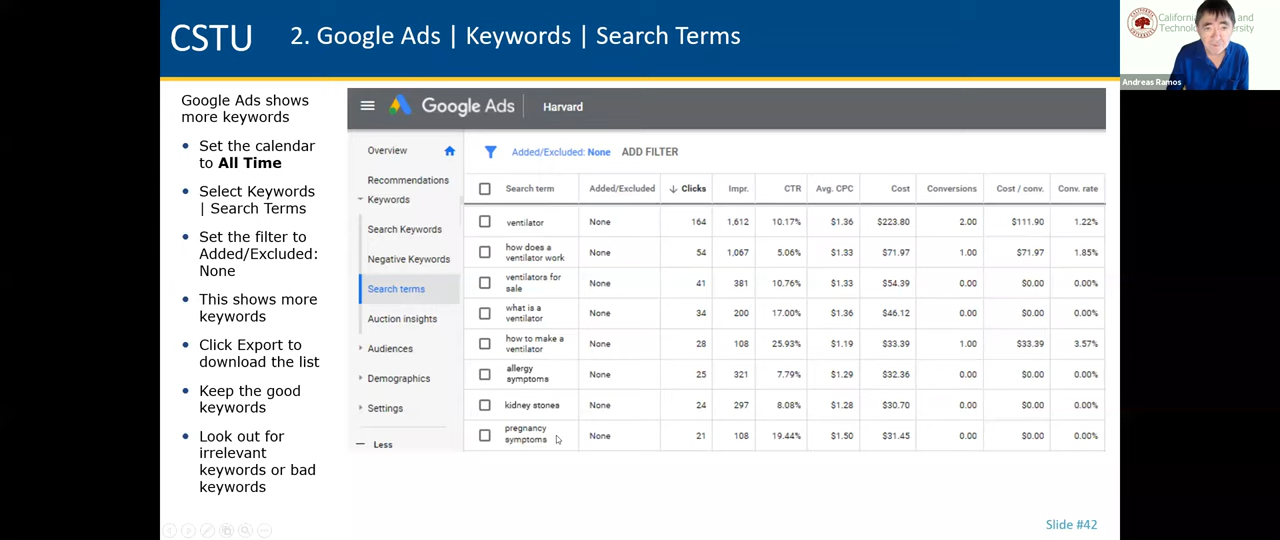 CSTU
2. Google Ads | Keywords | Search Terms
California
and
Techno
ersity
Andreas Ramos
Google Ads shows
more keywords
• Set the calendar
to All Time
• Select Keywords
| Search Terms
• Set the filter to
Added/Excluded:
None
• This shows more
keywords
• Click Export to
download the list
• Keep the good
keywords
• Look out for
irrelevant
keywords or bad
keywords
Google Ads Harvard
Overview
Recommendations
Keywords
Search Keywords
Negative Keywords
Search terms
Auction insights
Audiences
Demographics
Settings
Less
Added/Excluded: None ADD FILTER
Search term Added/Excluded Clicks Impr. CTR Avg. CPC Cost Conversions Cost / conv. Conv. rate
ventilator None 164 1,612 10.17% $1.36 $223.80 2.00 $111.90 1.22%
how does a
ventilator work None 54 1,067 5.06% $1.33 $71.97 1.00 $71.97 1.85%
ventilators for
sale None 41 381 10.76% $1.33 $54.39 0.00 $0.00 0.00%
what is a
ventilator None 34 200 17.00% $1.36 $46.12 0.00 $0.00 0.00%
how to make a
ventilator None 28 108 25.93% $1.19 $33.39 1.00 $33.39 3.57%
allergy
symptoms None 25 321 7.79% $1.29 $32.36 0.00 $0.00 0.00%
kidney stones None 24 297 8.08% $1.28 $30.70 0.00 $0.00 0.00%
pregnancy
symptoms None 21 108 19.44% $1.50 $31.45 0.00 $0.00 0.00%
Slide #42